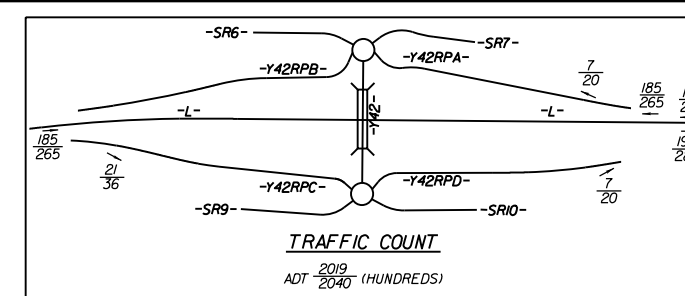 -SR6-
-SR7-
-Y42RPB-
-Y42RPA-
7
20
185
265
-L-
-Y42-
-L-
185
265
21
36
-Y42RPC-
-Y42RPD-
7
20
-SR9-
-SR10-
TRAFFIC COUNT
ADT 2019
2040 (HUNDREDS)